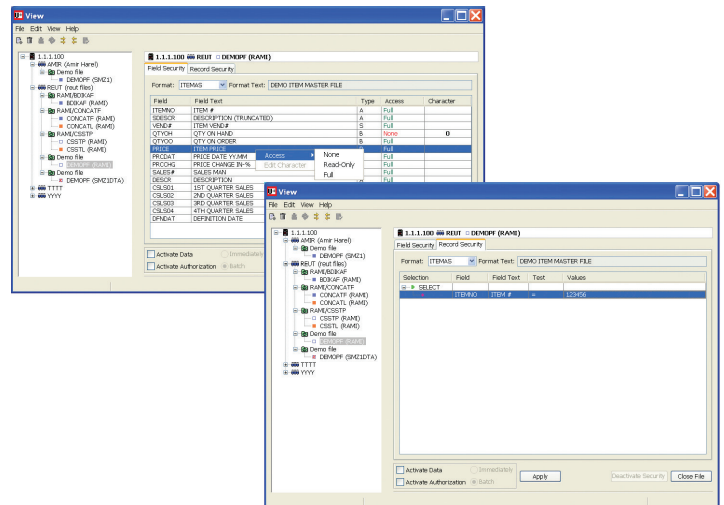 View
File Edit View Help
1.1.1.100
AMIR (Amir Harel)
Demo file
DEMOPF (SMZ1)
REUT (reut files)
RAMI/BDIKAF
BDIKAF (RAMI)
RAMI/CONCATF
CONCATF (RAMI)
CONCATL (RAMI)
RAMI/CSSTP
CSSTP (RAMI)
CSSTL (RAMI)
Demo file
DEMOPF (RAMI)
Demo file
DEMOPF (SMZ1DTA)
TTTT
YYYY
1.1.1.100 REUT DEMOPF (RAMI)
Field Security Record Security
Format: ITEMAS Format Text: DEMO ITEM MASTER FILE
Field Field Text Type Access Character
ITEMNO ITEM # A Full
SDESCR DESCRIPTION (TRUNCATED) A Full
VEND# ITEM VEND# S Full
QTYOH QTY ON HAND B None 0
QTYOO QTY ON ORDER B Full
PRICE ITEM PRICE Full
PRCDAT PRICE DATE YY.MM Full
PRCCHG PRICE CHANGE IN-% Full
SALES# SALES MAN Full
DESCR DESCRIPTION Full
CSLS01 1ST QUARTER SALES
CSLS02 2ND QUARTER SALES
CSLS03 3RD QUARTER SALES
CSLS04 4TH QUARTER SALES
DFNDAT DEFINITION DATE
Access
Edit Character
None
Read-Only
Full
Activate Data Immediately
Activate Authorization Batch
View
File Edit View Help
1.1.1.100
AMIR (Amir Harel)
Demo file
DEMOPF (SMZ1)
REUT (reut files)
RAMI/BDIKAF
BDIKAF (RAMI)
RAMI/CONCATF
CONCATF (RAMI)
CONCATL (RAMI)
RAMI/CSSTP
CSSTP (RAMI)
CSSTL (RAMI)
Demo file
DEMOPF (RAMI)
Demo file
DEMOPF (SMZ1DTA)
TTTT
YYYY
1.1.1.100 REUT DEMOPF (RAMI)
Field Security Record Security
Format: ITEMAS Format Text: DEMO ITEM MASTER FILE
Selection Field Field Text Test Values
SELECT
ITEMNO ITEM # = 123456
Activate Data Immediately
Activate Authorization Batch
Apply
Deactivate Security
Close File